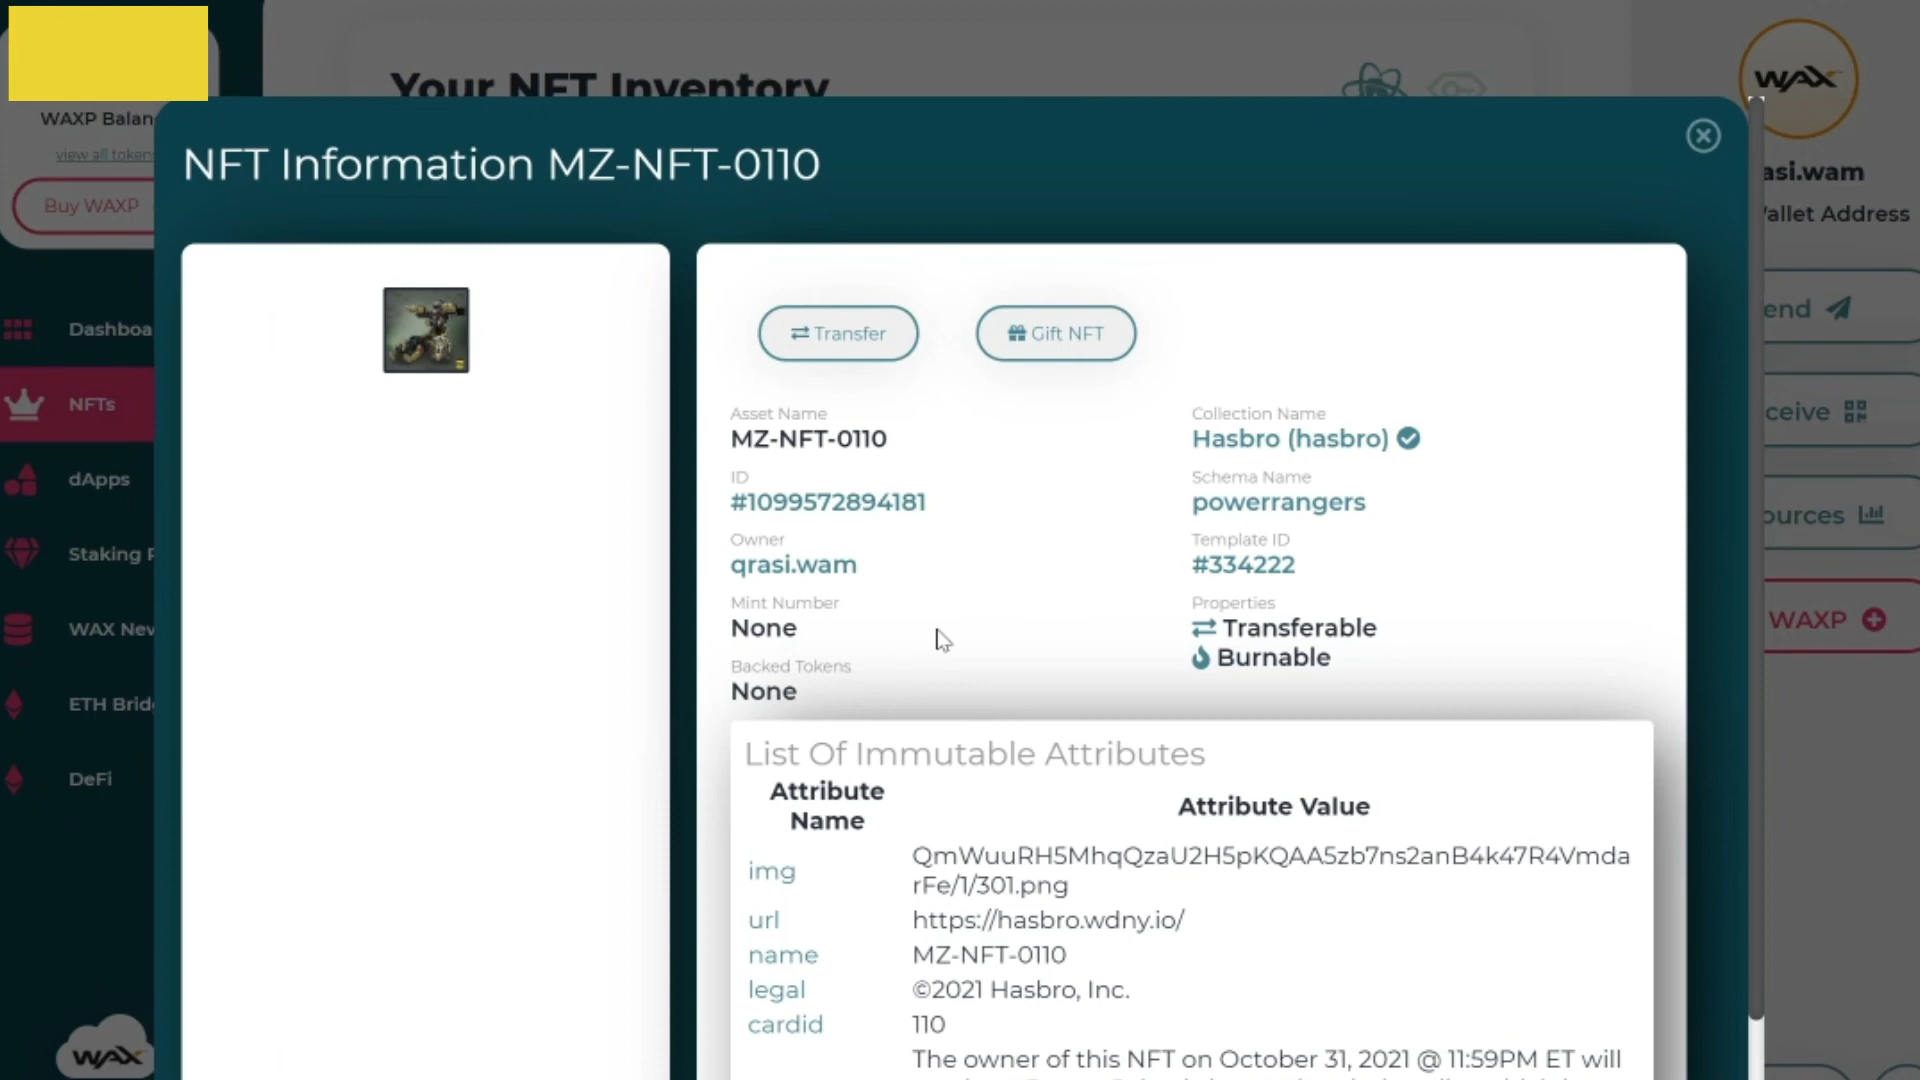 Your NFT Inventory
WAX
WAXP Balan
view all tokens
Buy WAXP
NFT Information MZ-NFT-0110
asi.wam
Wallet Address
Transfer
Gift NFT
end
ceive
ources
WAXP
Dashboa
NFTs
dApps
Staking
WAX New
ETH Brid
DeFi
WAX
Asset Name
MZ-NFT-0110
ID
#1099572894181
Owner
qrasi.wam
Mint Number
None
Backed Tokens
None
Collection Name
Hasbro (hasbro)
Schema Name
powerrangers
Template ID
#334222
Properties
Transferable
Burnable
List Of Immutable Attributes
Attribute
Name
Attribute Value
img
QmWuuRH5MhqQzaU2H5pKQAA5zb7ns2anB4k47R4Vmda
rFe/1/301.png
url
https://hasbro.wdny.io/
name
MZ-NFT-0110
legal
©2021 Hasbro, Inc.
cardid
110
The owner of this NFT on October 31, 2021 @ 11:59PM ET will